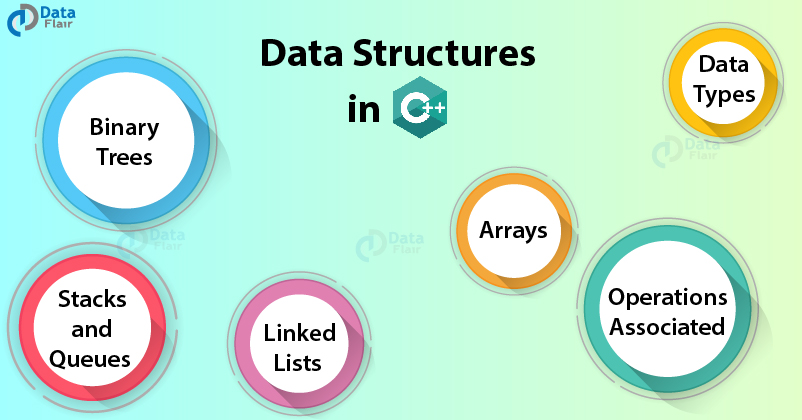 Data
Flair
Data Structures
in C++
Data
Types
Binary
Trees
Data
Flair
Arrays
Data
Flair
Data
Flair
Stacks
and
Queues
Linked
Lists
Operations
Associated